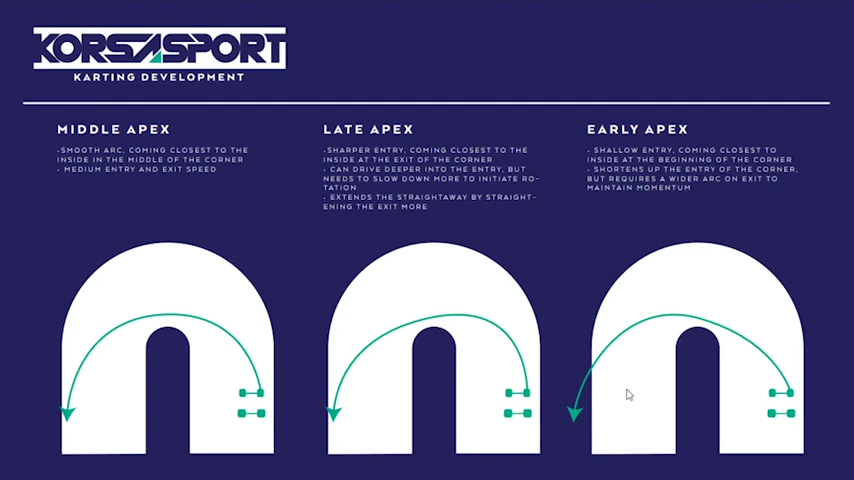 KORSASPORT
KARTING DEVELOPMENT
MIDDLE APEX
-SMOOTH ARC, COMING CLOSEST TO THE
INSIDE IN THE MIDDLE OF THE CORNER
- MEDIUM ENTRY AND EXIT SPEED
LATE APEX
-SHARPER ENTRY, COMING CLOSEST TO THE
INSIDE AT THE EXIT OF THE CORNER
- CAN DRIVE DEEPER INTO THE ENTRY, BUT
NEEDS TO SLOW DOWN MORE TO INITIATE RO-
TATION
- EXTENDS THE STRAIGHTAWAY BY STRAIGHT-
ENING THE EXIT MORE
EARLY APEX
- SHALLOW ENTRY, COMING CLOSEST TO
INSIDE AT THE BEGINNING OF THE CORNER
- SHORTENS UP THE ENTRY OF THE CORNER,
BUT REQUIRES A WIDER ARC ON EXIT TO
MAINTAIN MOMENTUM